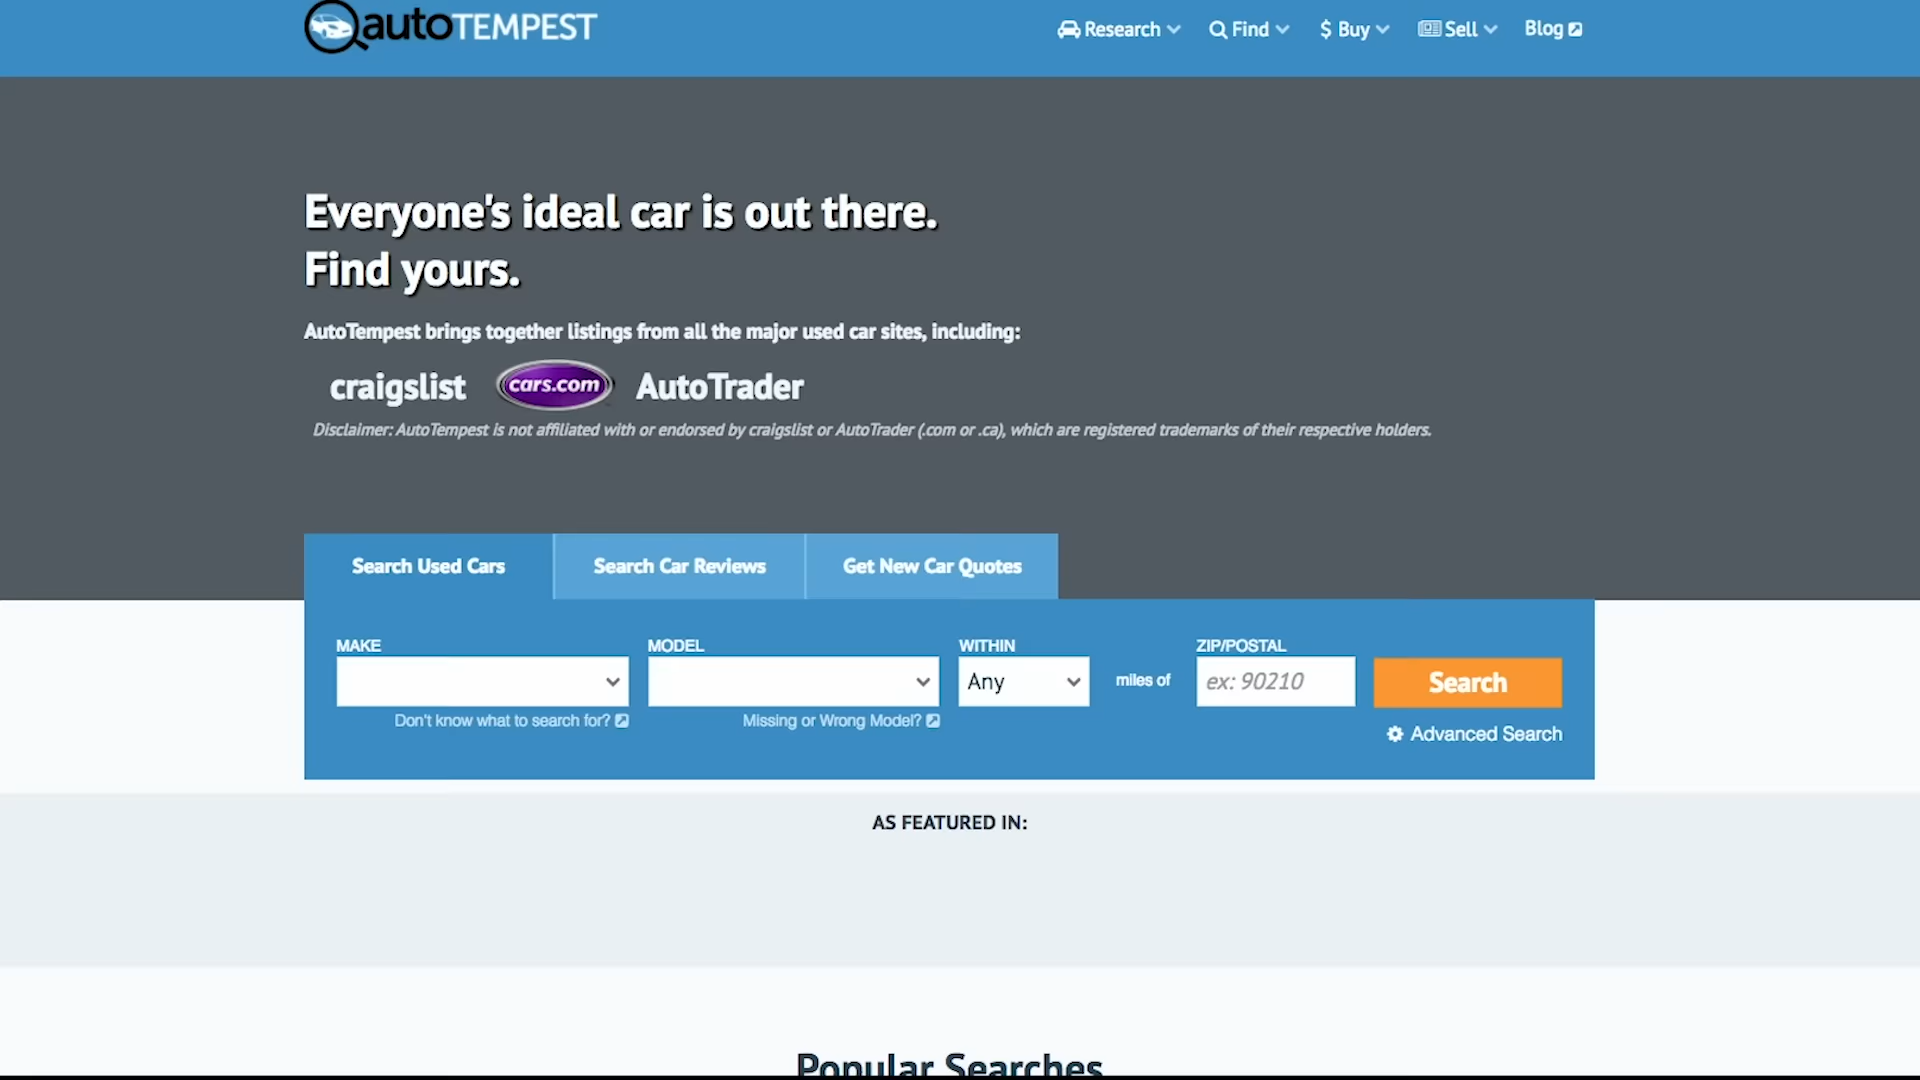 autoTEMPEST
Research Find $ Buy Sell Blog
Everyone's ideal car is out there.
Find yours.
AutoTempest brings together listings from all the major used car sites, including:
craigslist cars.com AutoTrader
Disclaimer: AutoTempest is not affiliated with or endorsed by craigslist or AutoTrader (.com or .ca), which are registered trademarks of their respective holders.
Search Used Cars Search Car Reviews Get New Car Quotes
MAKE MODEL WITHIN ZIP/POSTAL
Any miles of ex: 90210 Search
Don't know what to search for? Missing or Wrong Model?
Advanced Search
AS FEATURED IN:
Popular Searches